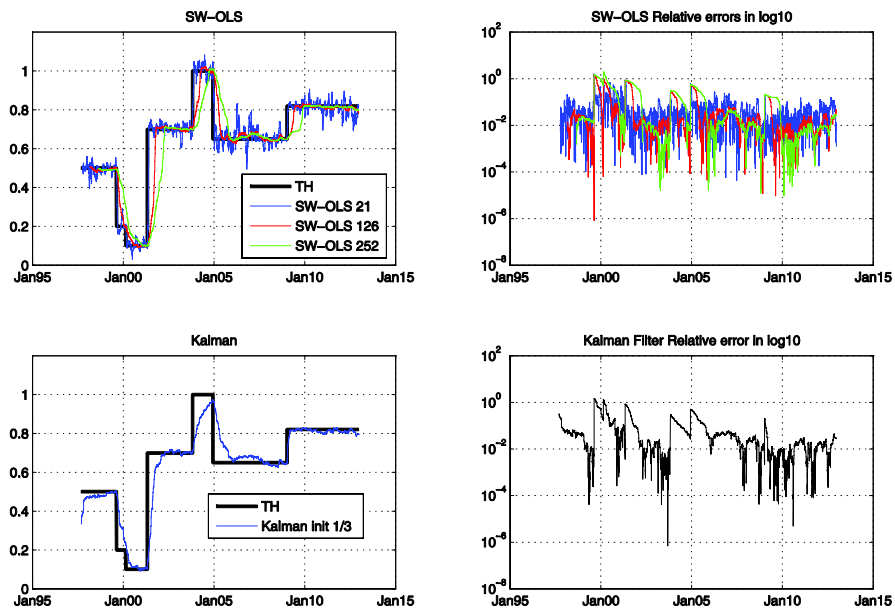 SW−OLS
1
0.8
0.6
0.4
0.2
0
Jan95 Jan00 Jan05 Jan10 Jan15
TH
SW−OLS 21
SW−OLS 126
SW−OLS 252
SW−OLS Relative errors in log10
10^2
10^0
10^−2
10^−4
10^−6
10^−8
Jan95 Jan00 Jan05 Jan10 Jan15
Kalman
1
0.8
0.6
0.4
0.2
0
Jan95 Jan00 Jan05 Jan10 Jan15
TH
Kalman init 1/3
Kalman Filter Relative error in log10
10^2
10^0
10^−2
10^−4
10^−6
10^−8
Jan95 Jan00 Jan05 Jan10 Jan15